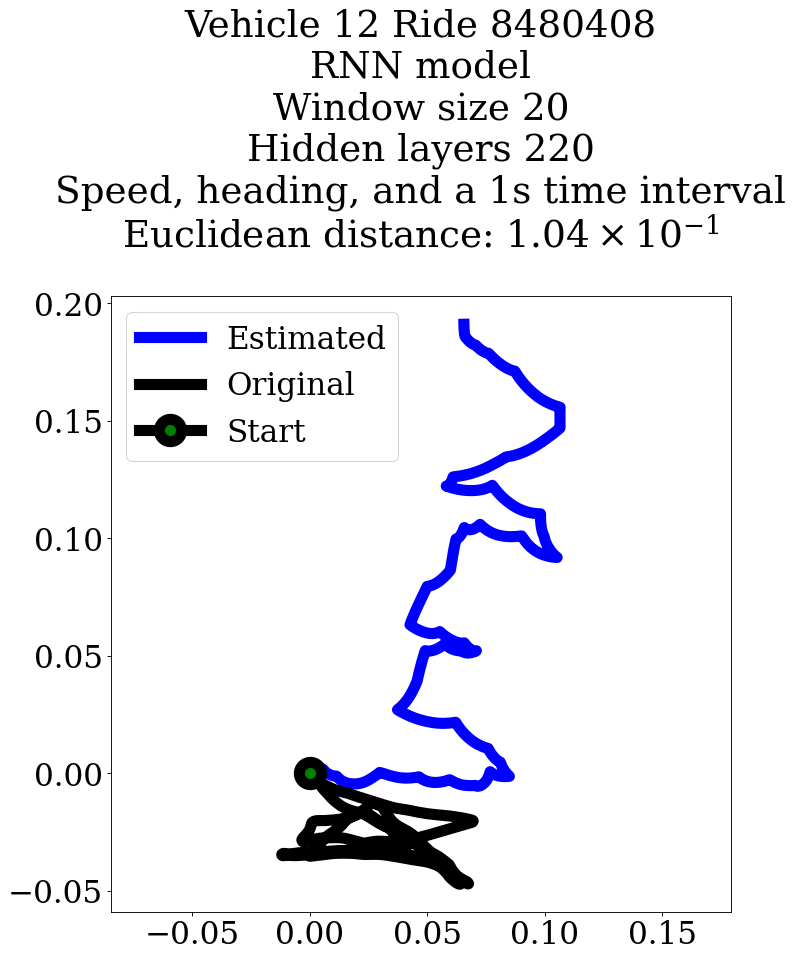 Vehicle 12 Ride 8480408
RNN model
Window size 20
Hidden layers 220
Speed, heading, and a 1s time interval
Euclidean distance: 1.04 × 10⁻¹
Estimated
Original
Start
0.20
0.15
0.10
0.05
0.00
−0.05
−0.05 0.00 0.05 0.10 0.15